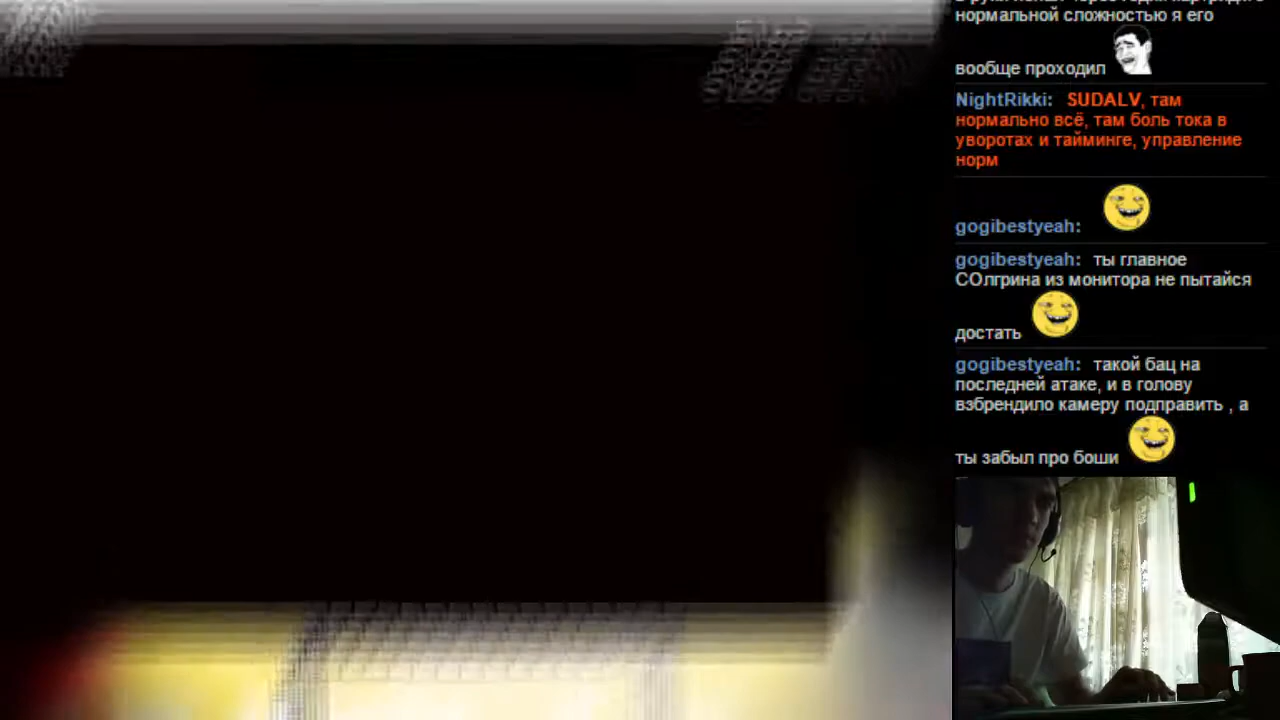 нормальной сложностью я его
вообще проходил
NightRikki: SUDALV, там
нормально всё, там боль тока в
уворотах и тайминге, управление
норм
gogibestyeah:
gogibestyeah: ты главное
СОлгрина из монитора не пытайся
достать
gogibestyeah: такой бац на
последней атаке, и в голову
взбрендило камеру подправить , а
ты забыл про боши